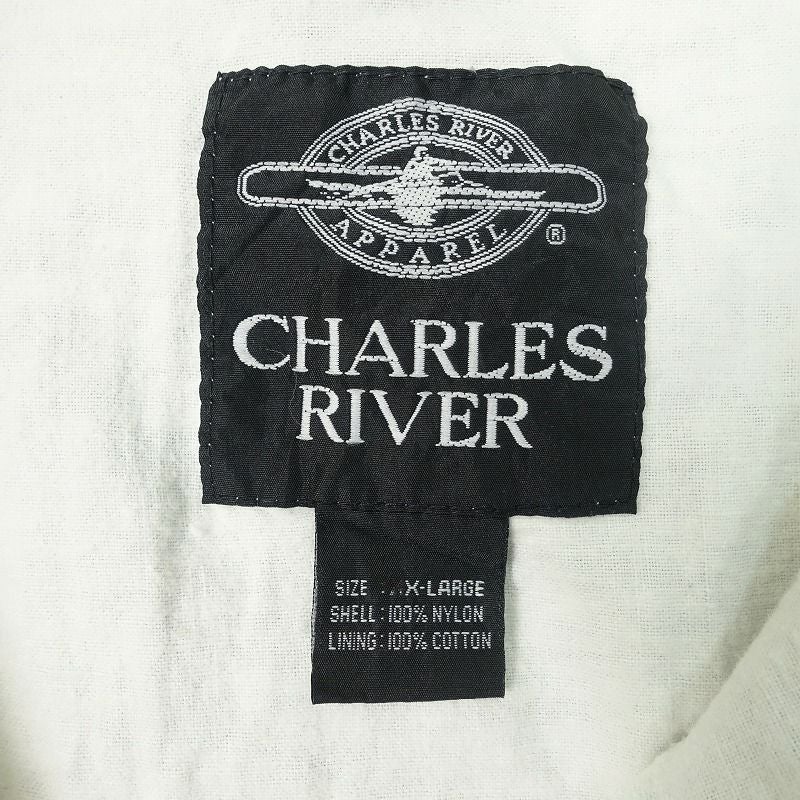 CHARLES RIVER
APPAREL
®
CHARLES
RIVER
SIZE : X-LARGE
SHELL : 100% NYLON
LINING : 100% COTTON